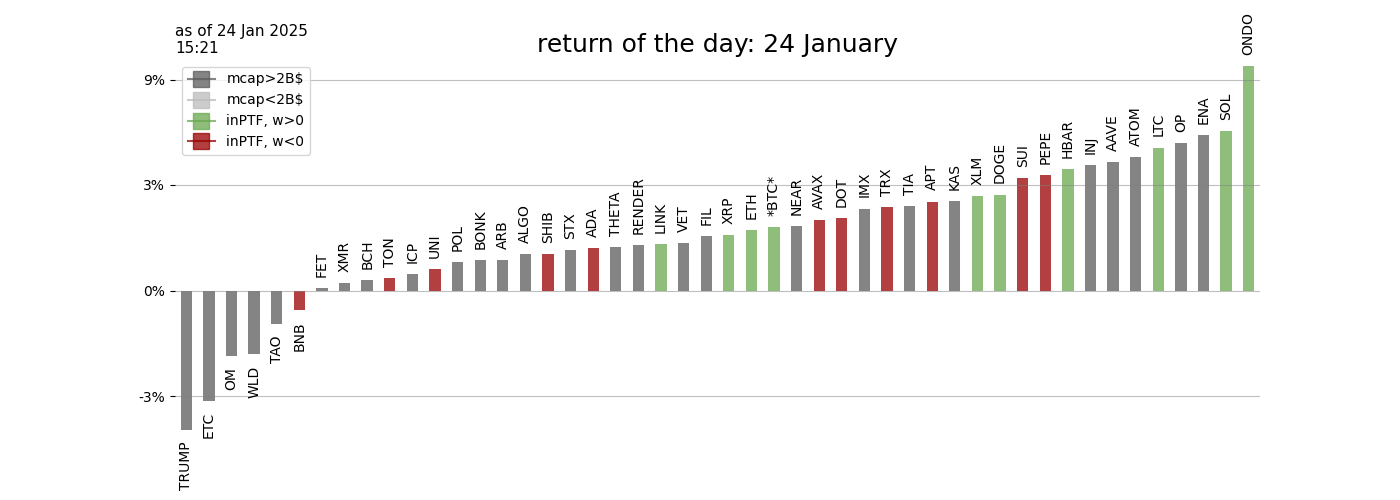 as of 24 Jan 2025
15:21
return of the day: 24 January
9%
3%
0%
-3%
mcap>2B$
mcap<2B$
inPTF, w>0
inPTF, w<0
TRUMP
ETC
OM
WLD
TAO
BNB
FET
XMR
BCH
TON
ICP
UNI
POL
BONK
ARB
ALGO
SHIB
STX
ADA
THETA
RENDER
LINK
VET
FIL
XRP
ETH
*BTC*
NEAR
AVAX
DOT
IMX
TRX
TIA
APT
KAS
XLM
DOGE
SUI
PEPE
HBAR
INJ
AAVE
ATOM
LTC
OP
ENA
SOL
ONDO